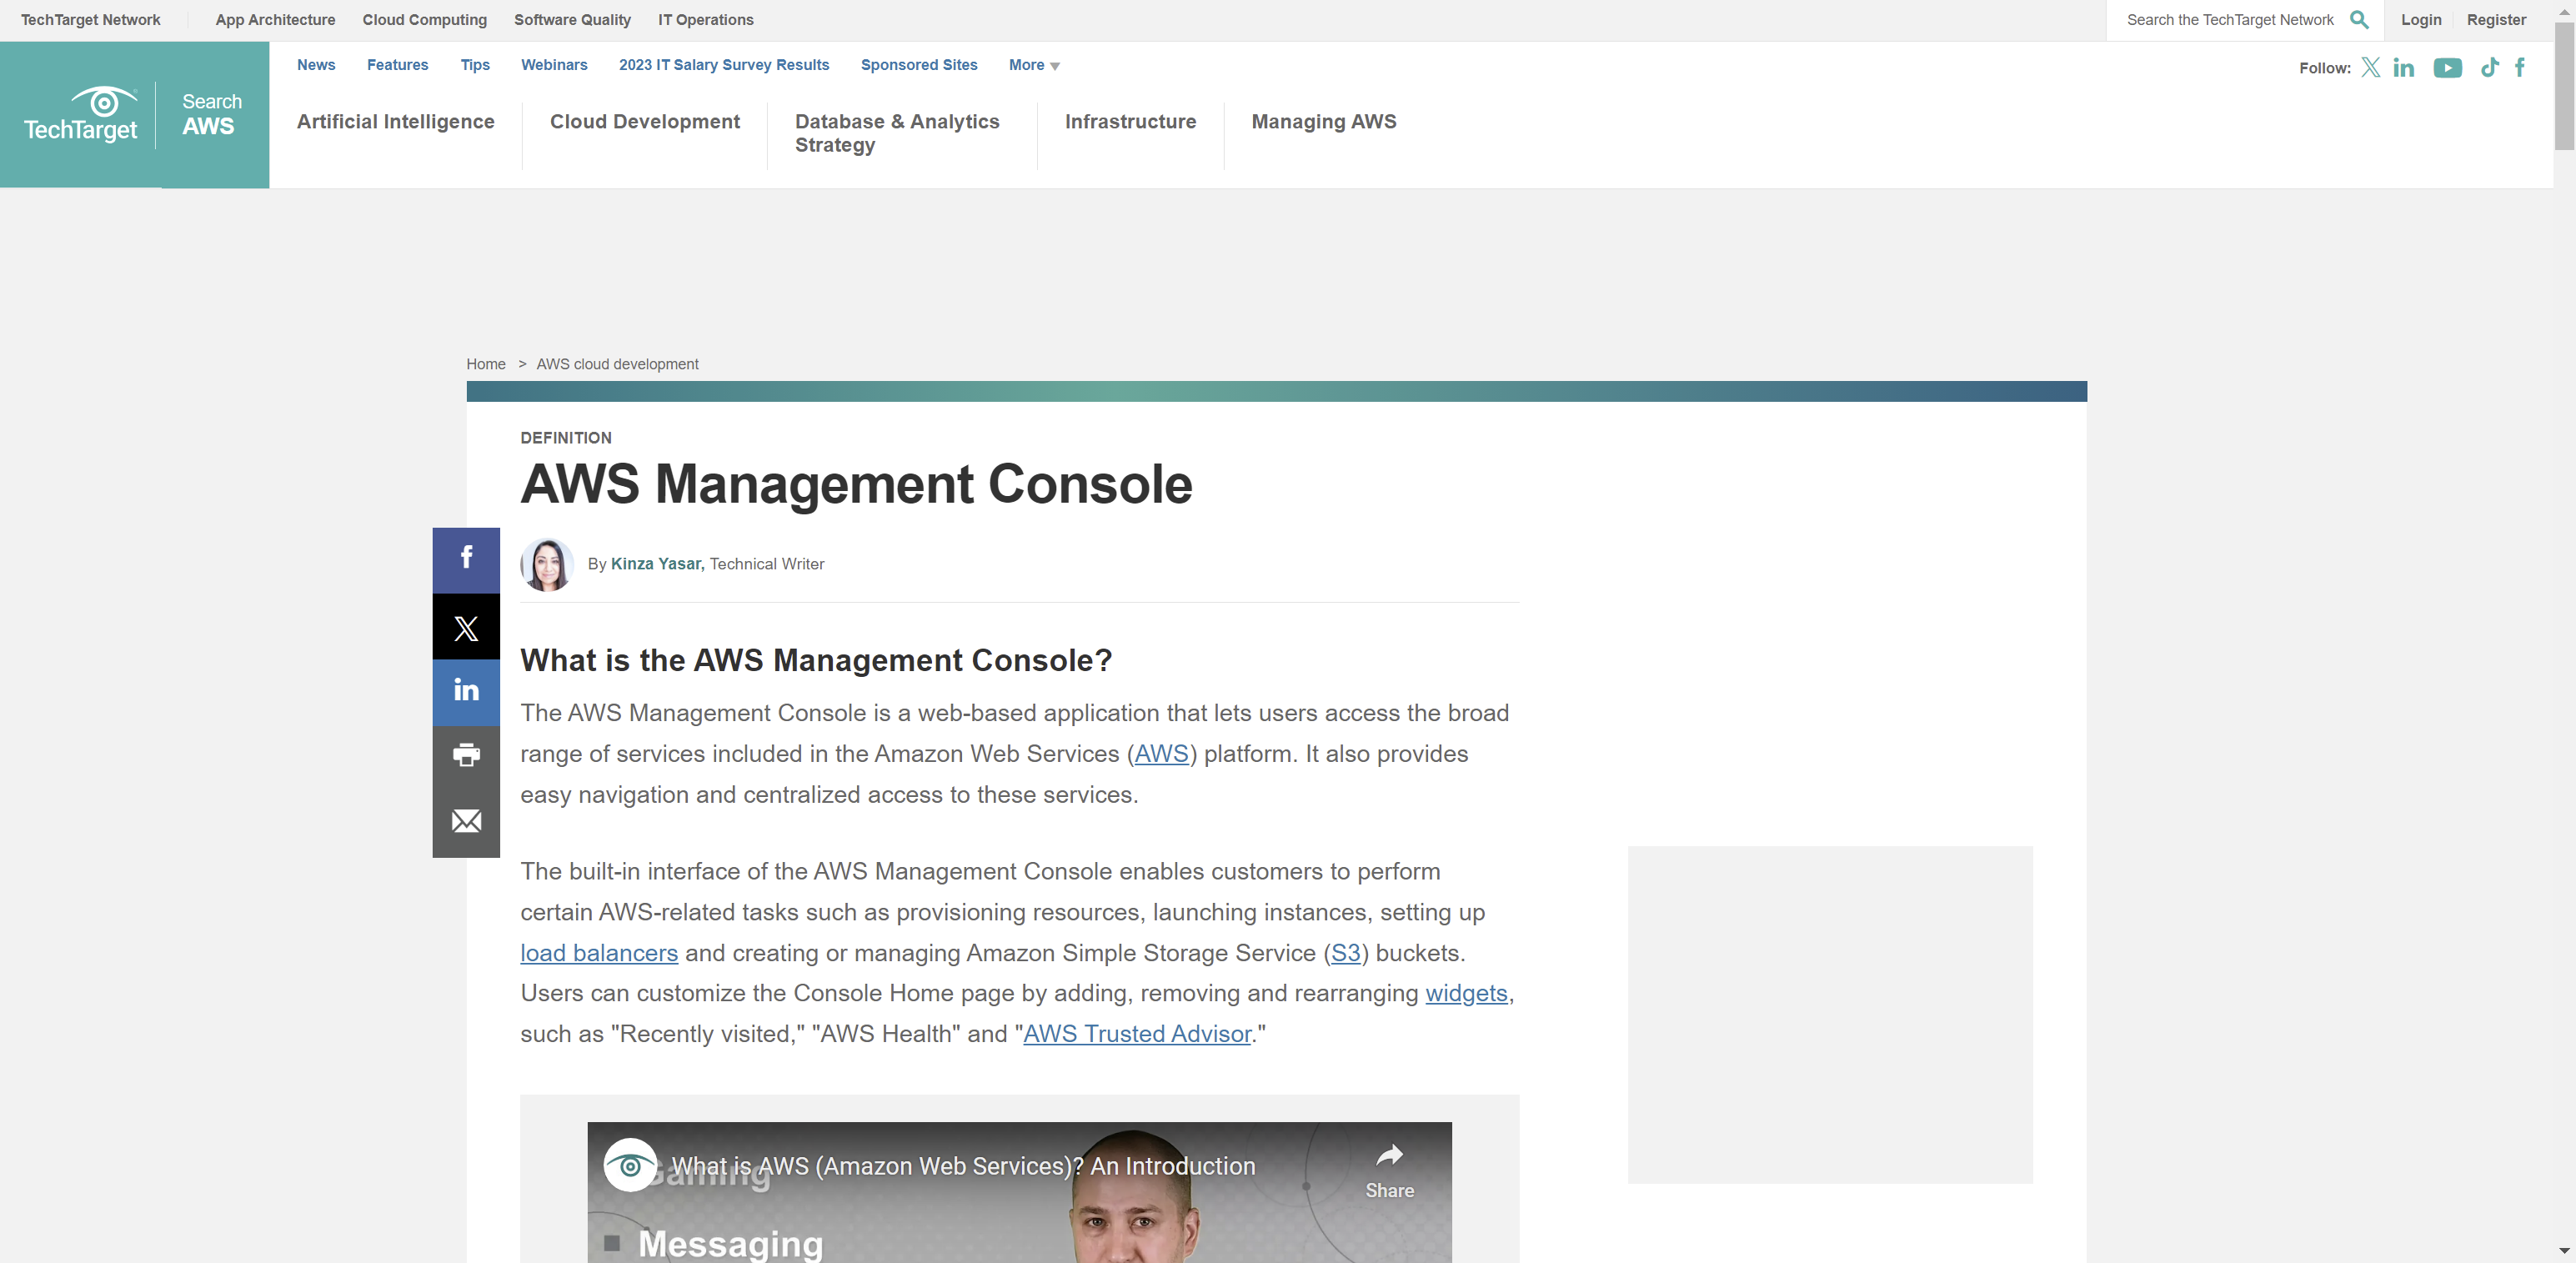 TechTarget Network
App Architecture
Cloud Computing
Software Quality
IT Operations
Search the TechTarget Network
Login
Register
TechTarget
Search
AWS
News
Features
Tips
Webinars
2023 IT Salary Survey Results
Sponsored Sites
More
Follow:
Artificial Intelligence
Cloud Development
Database & Analytics
Strategy
Infrastructure
Managing AWS
Home > AWS cloud development
DEFINITION
AWS Management Console
By Kinza Yasar, Technical Writer
What is the AWS Management Console?
The AWS Management Console is a web-based application that lets users access the broad
range of services included in the Amazon Web Services (AWS) platform. It also provides
easy navigation and centralized access to these services.
The built-in interface of the AWS Management Console enables customers to perform
certain AWS-related tasks such as provisioning resources, launching instances, setting up
load balancers and creating or managing Amazon Simple Storage Service (S3) buckets.
Users can customize the Console Home page by adding, removing and rearranging widgets,
such as "Recently visited," "AWS Health" and "AWS Trusted Advisor."
What is AWS (Amazon Web Services)? An Introduction
Share
Gaming
Messaging